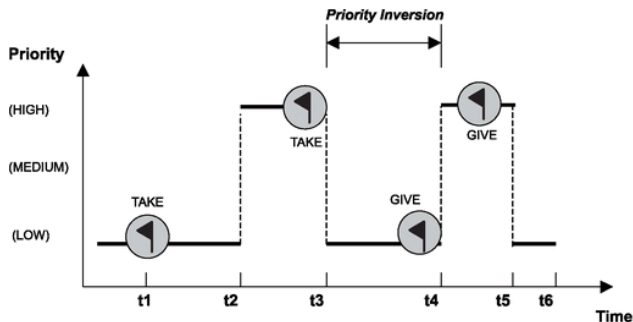 Priority Inversion
Priority
(HIGH)
TAKE
GIVE
(MEDIUM)
TAKE
GIVE
(LOW)
t1 t2 t3 t4 t5 t6
Time